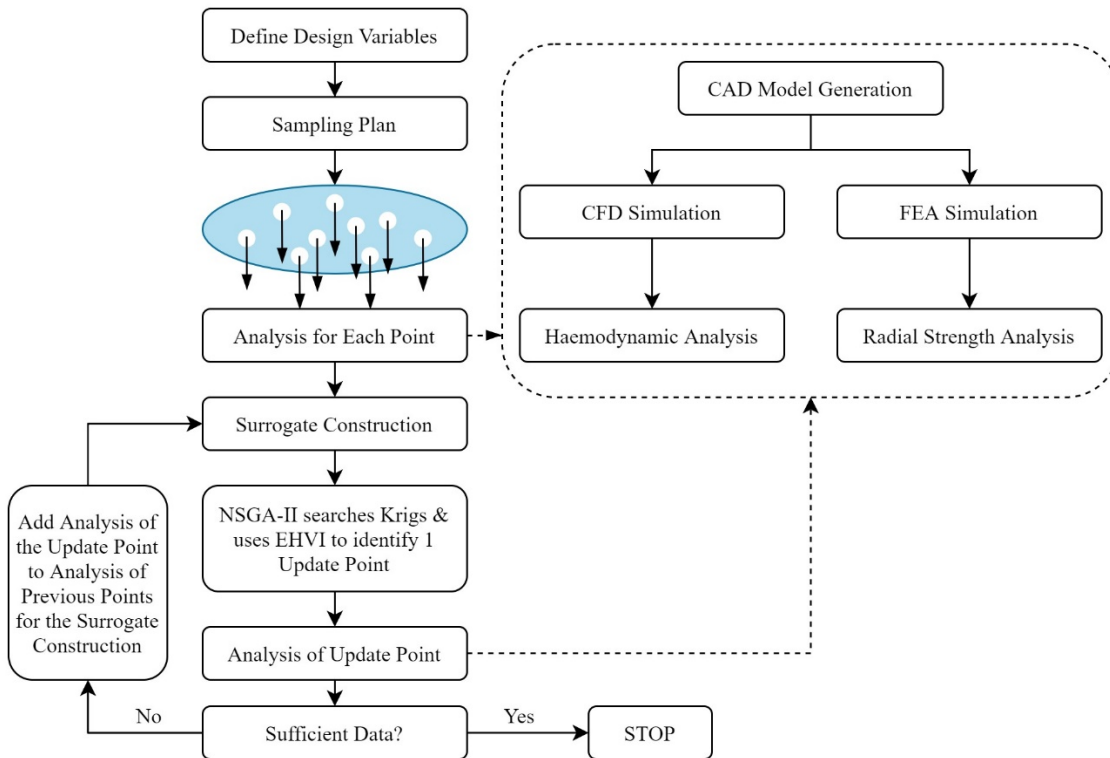 Define Design Variables
Sampling Plan
Analysis for Each Point
Surrogate Construction
NSGA-II searches Krigs &
uses EHVI to identify 1
Update Point
Analysis of Update Point
Sufficient Data?
No
Yes
STOP
Add Analysis of
the Update Point
to Analysis of
Previous Points
for the Surrogate
Construction
CAD Model Generation
CFD Simulation
FEA Simulation
Haemodynamic Analysis
Radial Strength Analysis